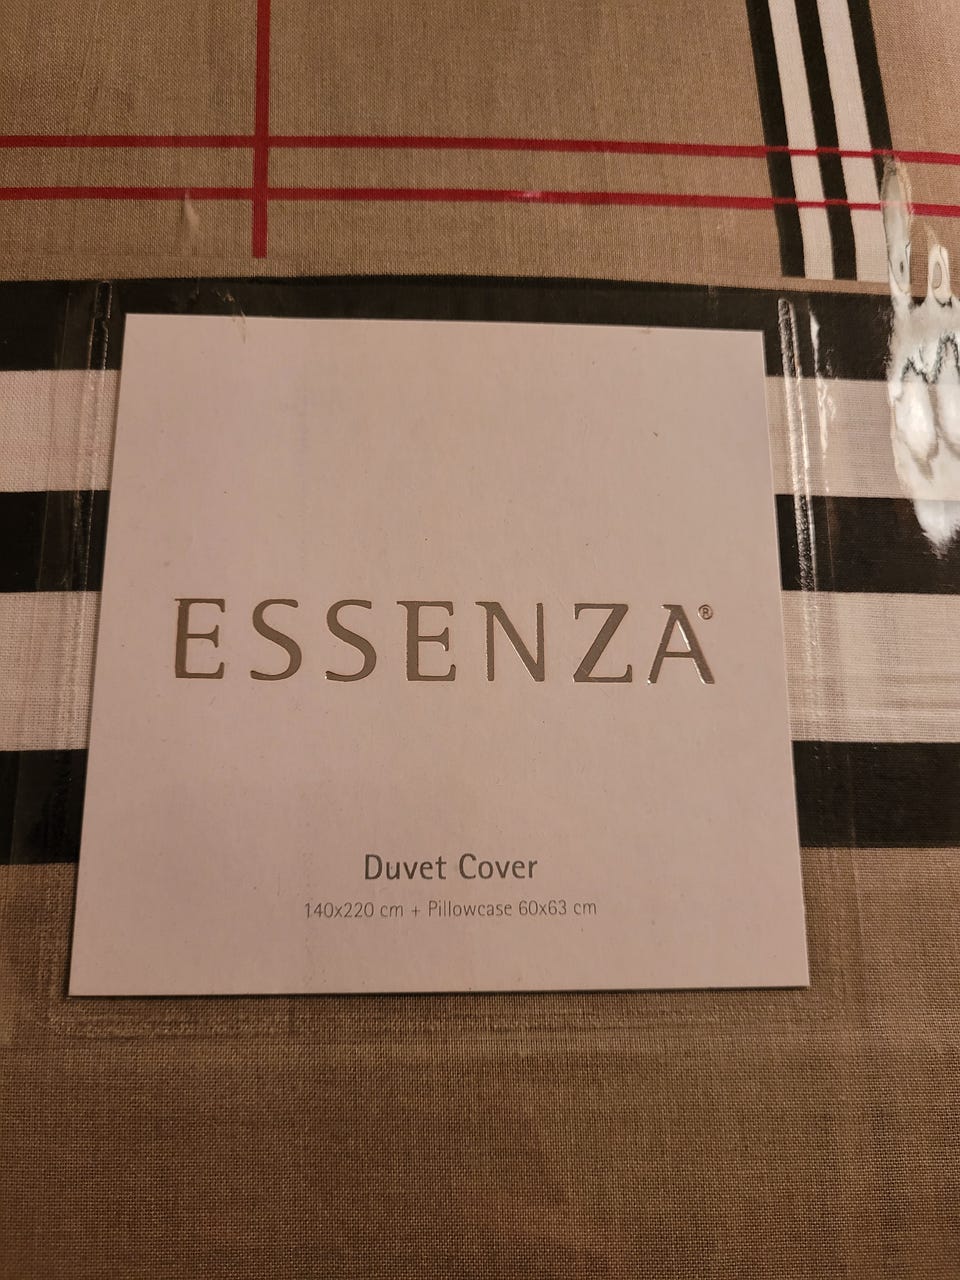 ESSENZA®
Duvet Cover
140x220 cm + Pillowcase 60x63 cm